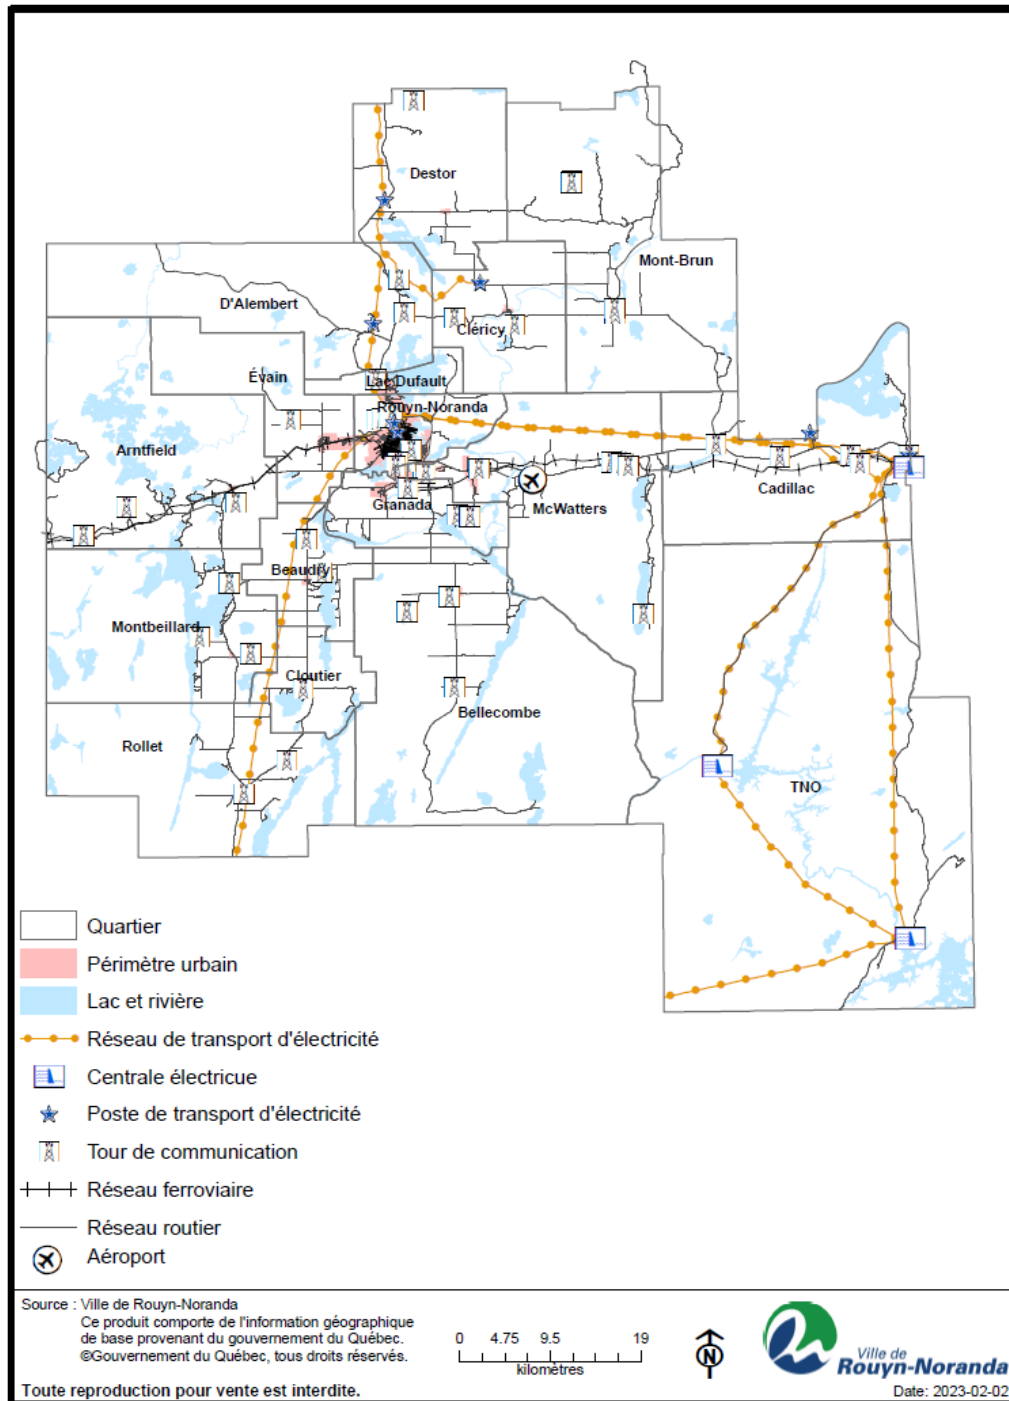 Destor
Mont-Brun
D'Alembert
Cléricy
Évain
Lac Dufault
Rouyn-Noranda
Arntfield
Cadillac
Granada
McWatters
Beaudry
Montbeillard
Cloutier
Bellecombe
Rollet
TNO
Quartier
Périmètre urbain
Lac et rivière
Réseau de transport d'électricité
Centrale électricue
Poste de transport d'électricité
Tour de communication
Réseau ferroviaire
Réseau routier
Aéroport
Source : Ville de Rouyn-Noranda
Ce produit comporte de l'information géographique
de base provenant du gouvernement du Québec.
©Gouvernement du Québec, tous droits réservés.
Toute reproduction pour vente est interdite.
0 4.75 9.5 19
kilomètres
N
Ville de
Rouyn-Noranda
Date: 2023-02-02